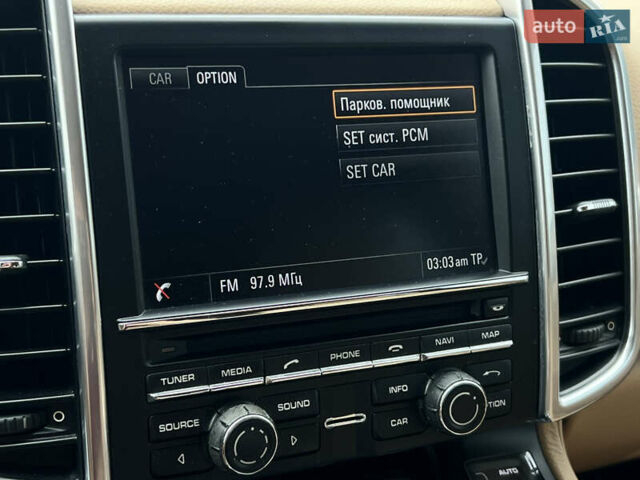 auto RIA
.com
CAR OPTION
Парков. помощник
SET сист. PCM
SET CAR
FM 97.9 МГц
03:03 am TP
TUNER MEDIA PHONE NAVI MAP
SOURCE SOUND INFO
CAR
AUTO